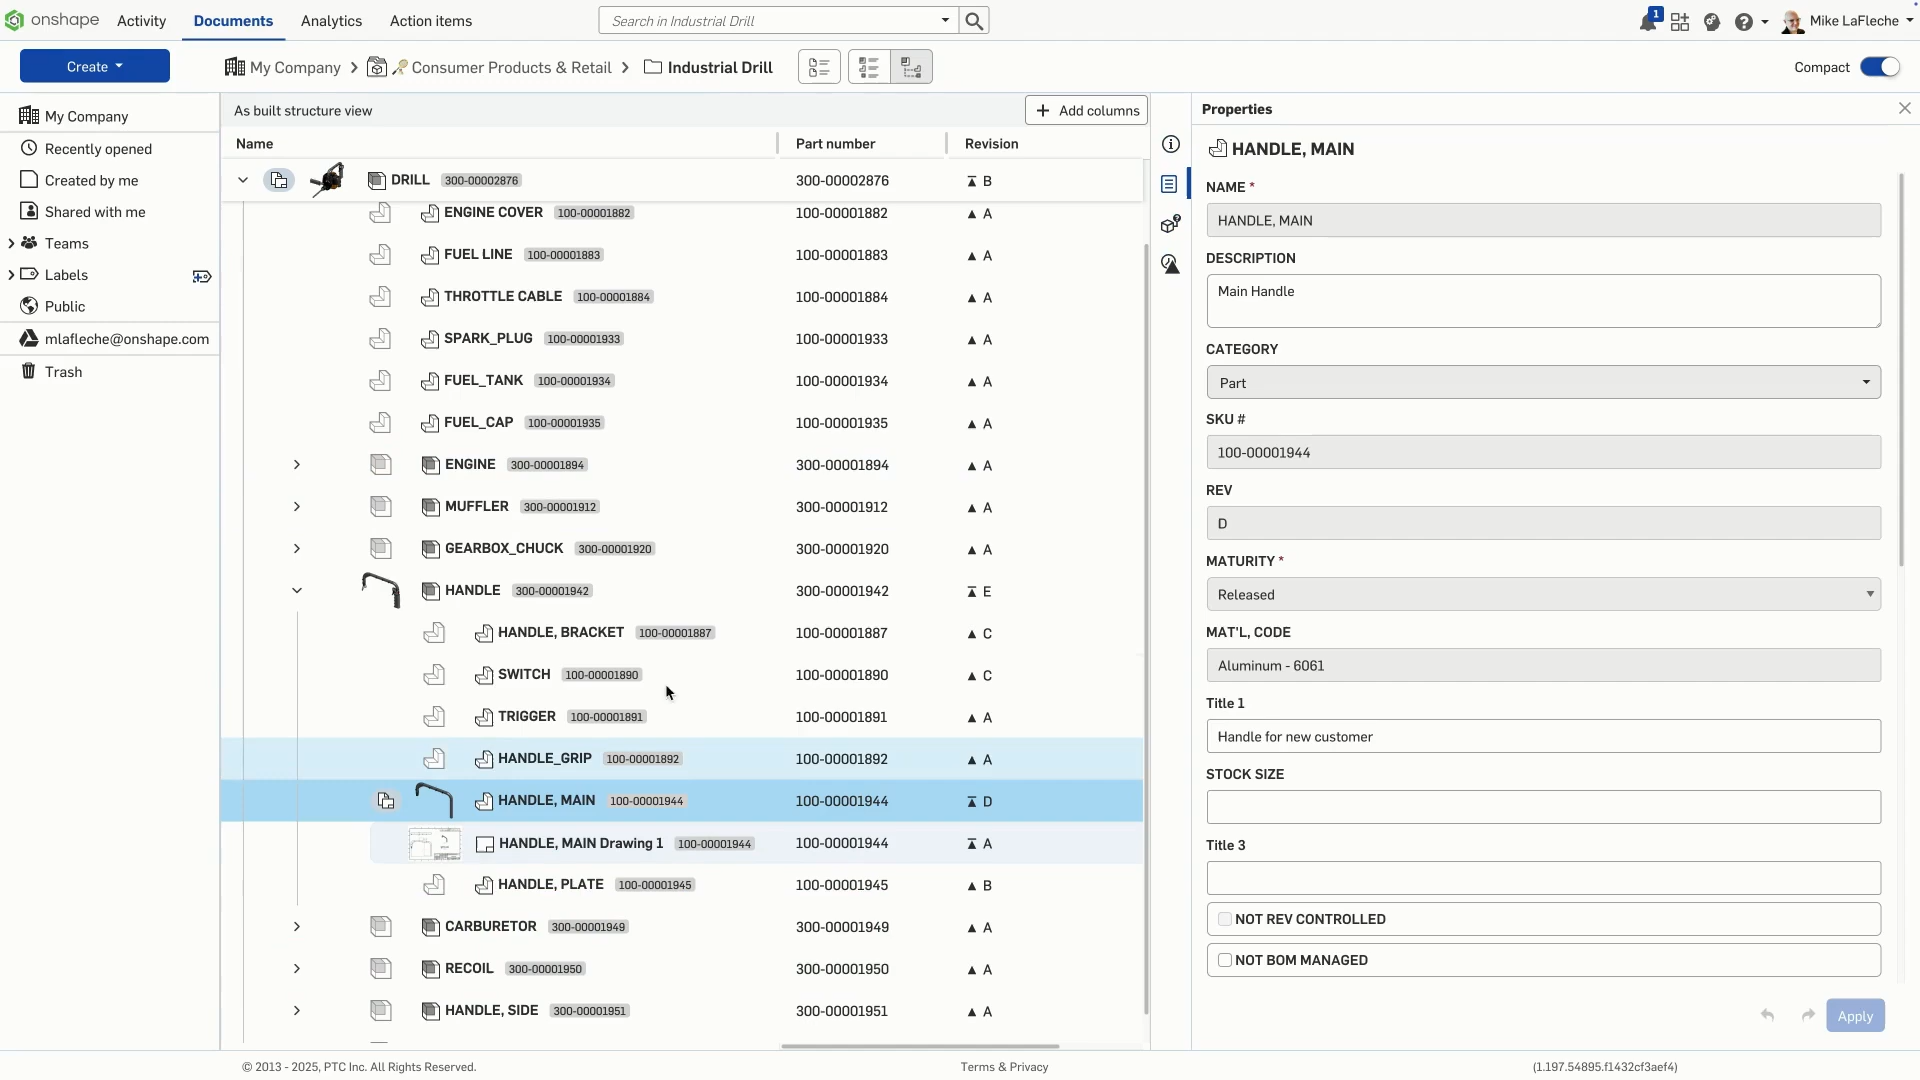 onshape Activity Documents Analytics Action items Search in Industrial Drill 1 Mike LaFleche
Create My Company Consumer Products & Retail Industrial Drill Compact
My Company
Recently opened
Created by me
Shared with me
Teams
Labels
Public
mlafleche@onshape.com
Trash
As built structure view Add columns
Name Part number Revision
DRILL 300-00002876 300-00002876 B
ENGINE COVER 100-00001882 100-00001882 A
FUEL LINE 100-00001883 100-00001883 A
THROTTLE CABLE 100-00001884 100-00001884 A
SPARK_PLUG 100-00001933 100-00001933 A
FUEL_TANK 100-00001934 100-00001934 A
FUEL_CAP 100-00001935 100-00001935 A
ENGINE 300-00001894 300-00001894 A
MUFFLER 300-00001912 300-00001912 A
GEARBOX_CHUCK 300-00001920 300-00001920 A
HANDLE 300-00001942 300-00001942 E
HANDLE, BRACKET 100-00001887 100-00001887 C
SWITCH 100-00001890 100-00001890 C
TRIGGER 100-00001891 100-00001891 A
HANDLE_GRIP 100-00001892 100-00001892 A
HANDLE, MAIN 100-00001944 100-00001944 D
HANDLE, MAIN Drawing 1 100-00001944 100-00001944 A
HANDLE, PLATE 100-00001945 100-00001945 B
CARBURETOR 300-00001949 300-00001949 A
RECOIL 300-00001950 300-00001950 A
HANDLE, SIDE 300-00001951 300-00001951 A
Properties
HANDLE, MAIN
NAME *
HANDLE, MAIN
DESCRIPTION
Main Handle
CATEGORY
Part
SKU #
100-00001944
REV
D
MATURITY *
Released
MAT'L, CODE
Aluminum - 6061
Title 1
Handle for new customer
STOCK SIZE
Title 3
NOT REV CONTROLLED
NOT BOM MANAGED
Apply
© 2013 - 2025, PTC Inc. All Rights Reserved. Terms & Privacy (1.197.54895.f1432cf3aef4)